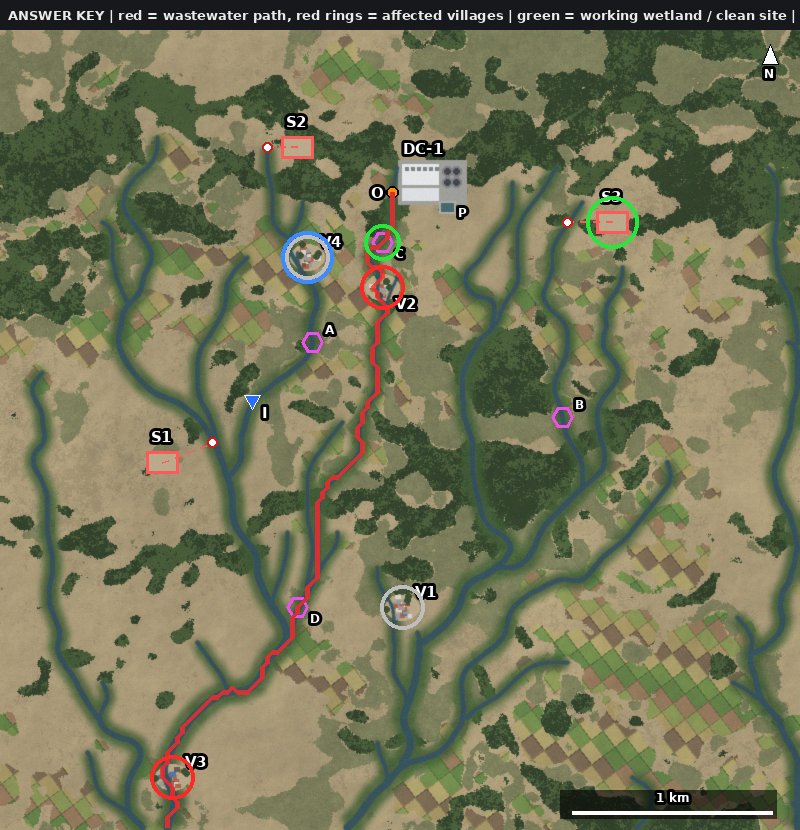 ANSWER KEY | red = wastewater path, red rings = affected villages | green = working wetland / clean site |
N
S2
DC-1
O
P
S3
V4
C
V2
A
I
B
S1
V1
D
V3
1 km